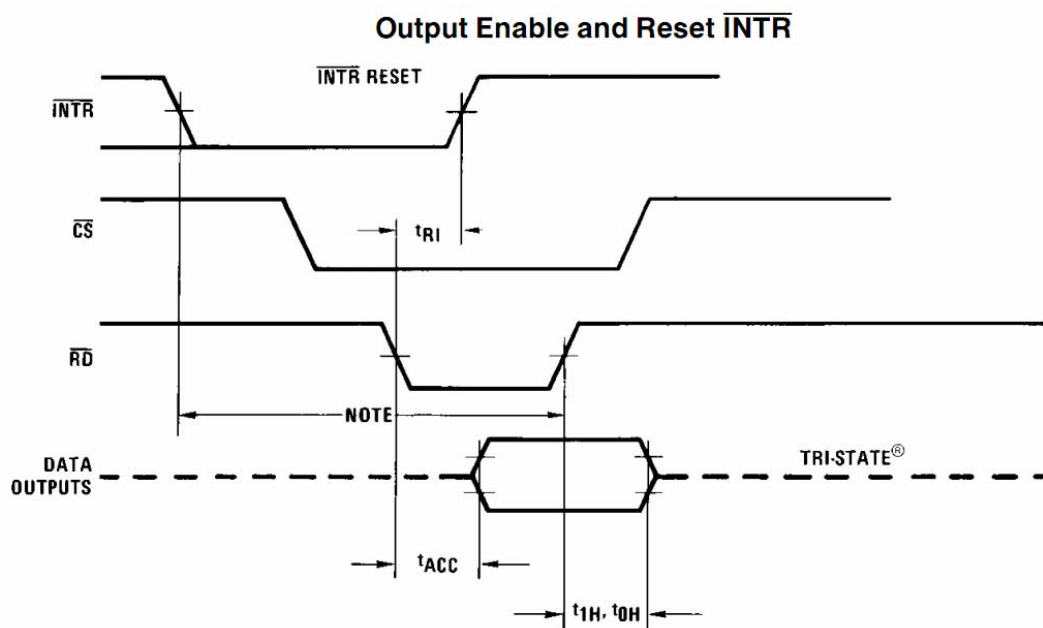 Output Enable and Reset INTR
INTR RESET
INTR
CS
tRI
RD
NOTE
DATA
OUTPUTS
TRI-STATE®
tACC
t1H, t0H